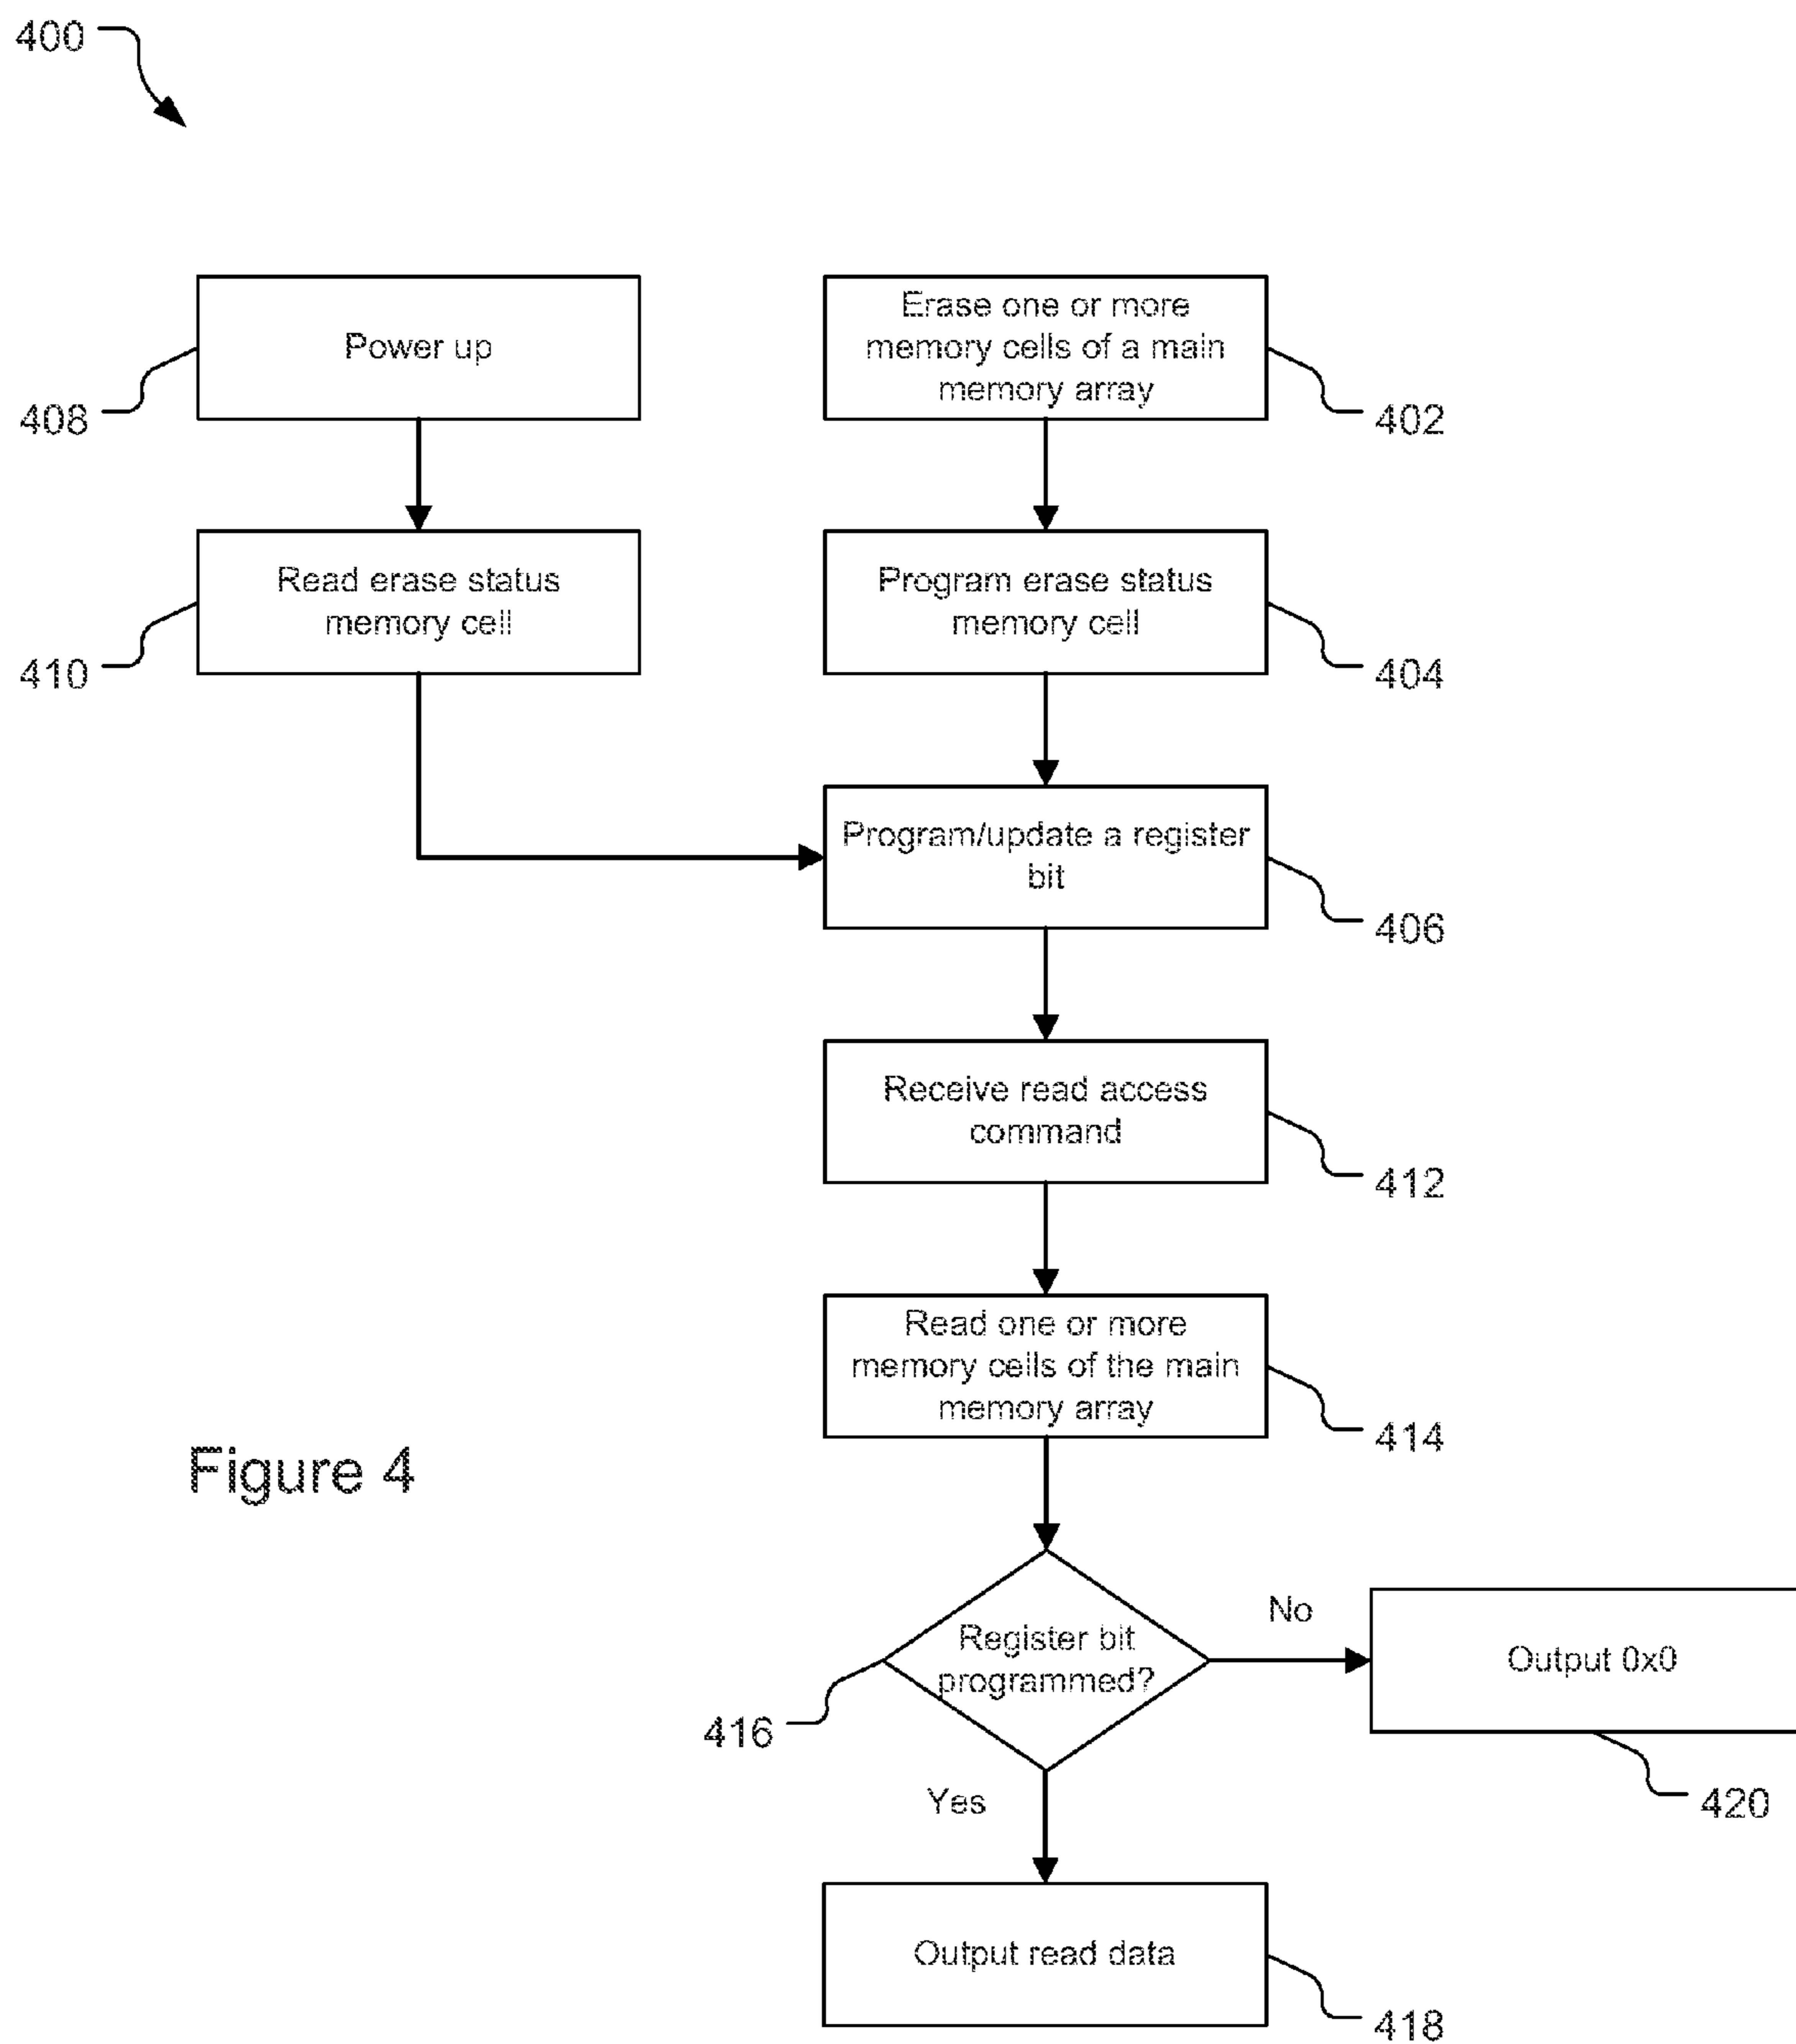 400
Power up
408
Erase one or more
memory cells of a main
memory array
402
Read erase status
memory cell
410
Program erase status
memory cell
404
Program/update a register
bit
406
Receive read access
command
412
Read one or more
memory cells of the main
memory array
414
Figure 4
Register bit
programmed?
416
No
Output 0x0
420
Yes
Output read data
418